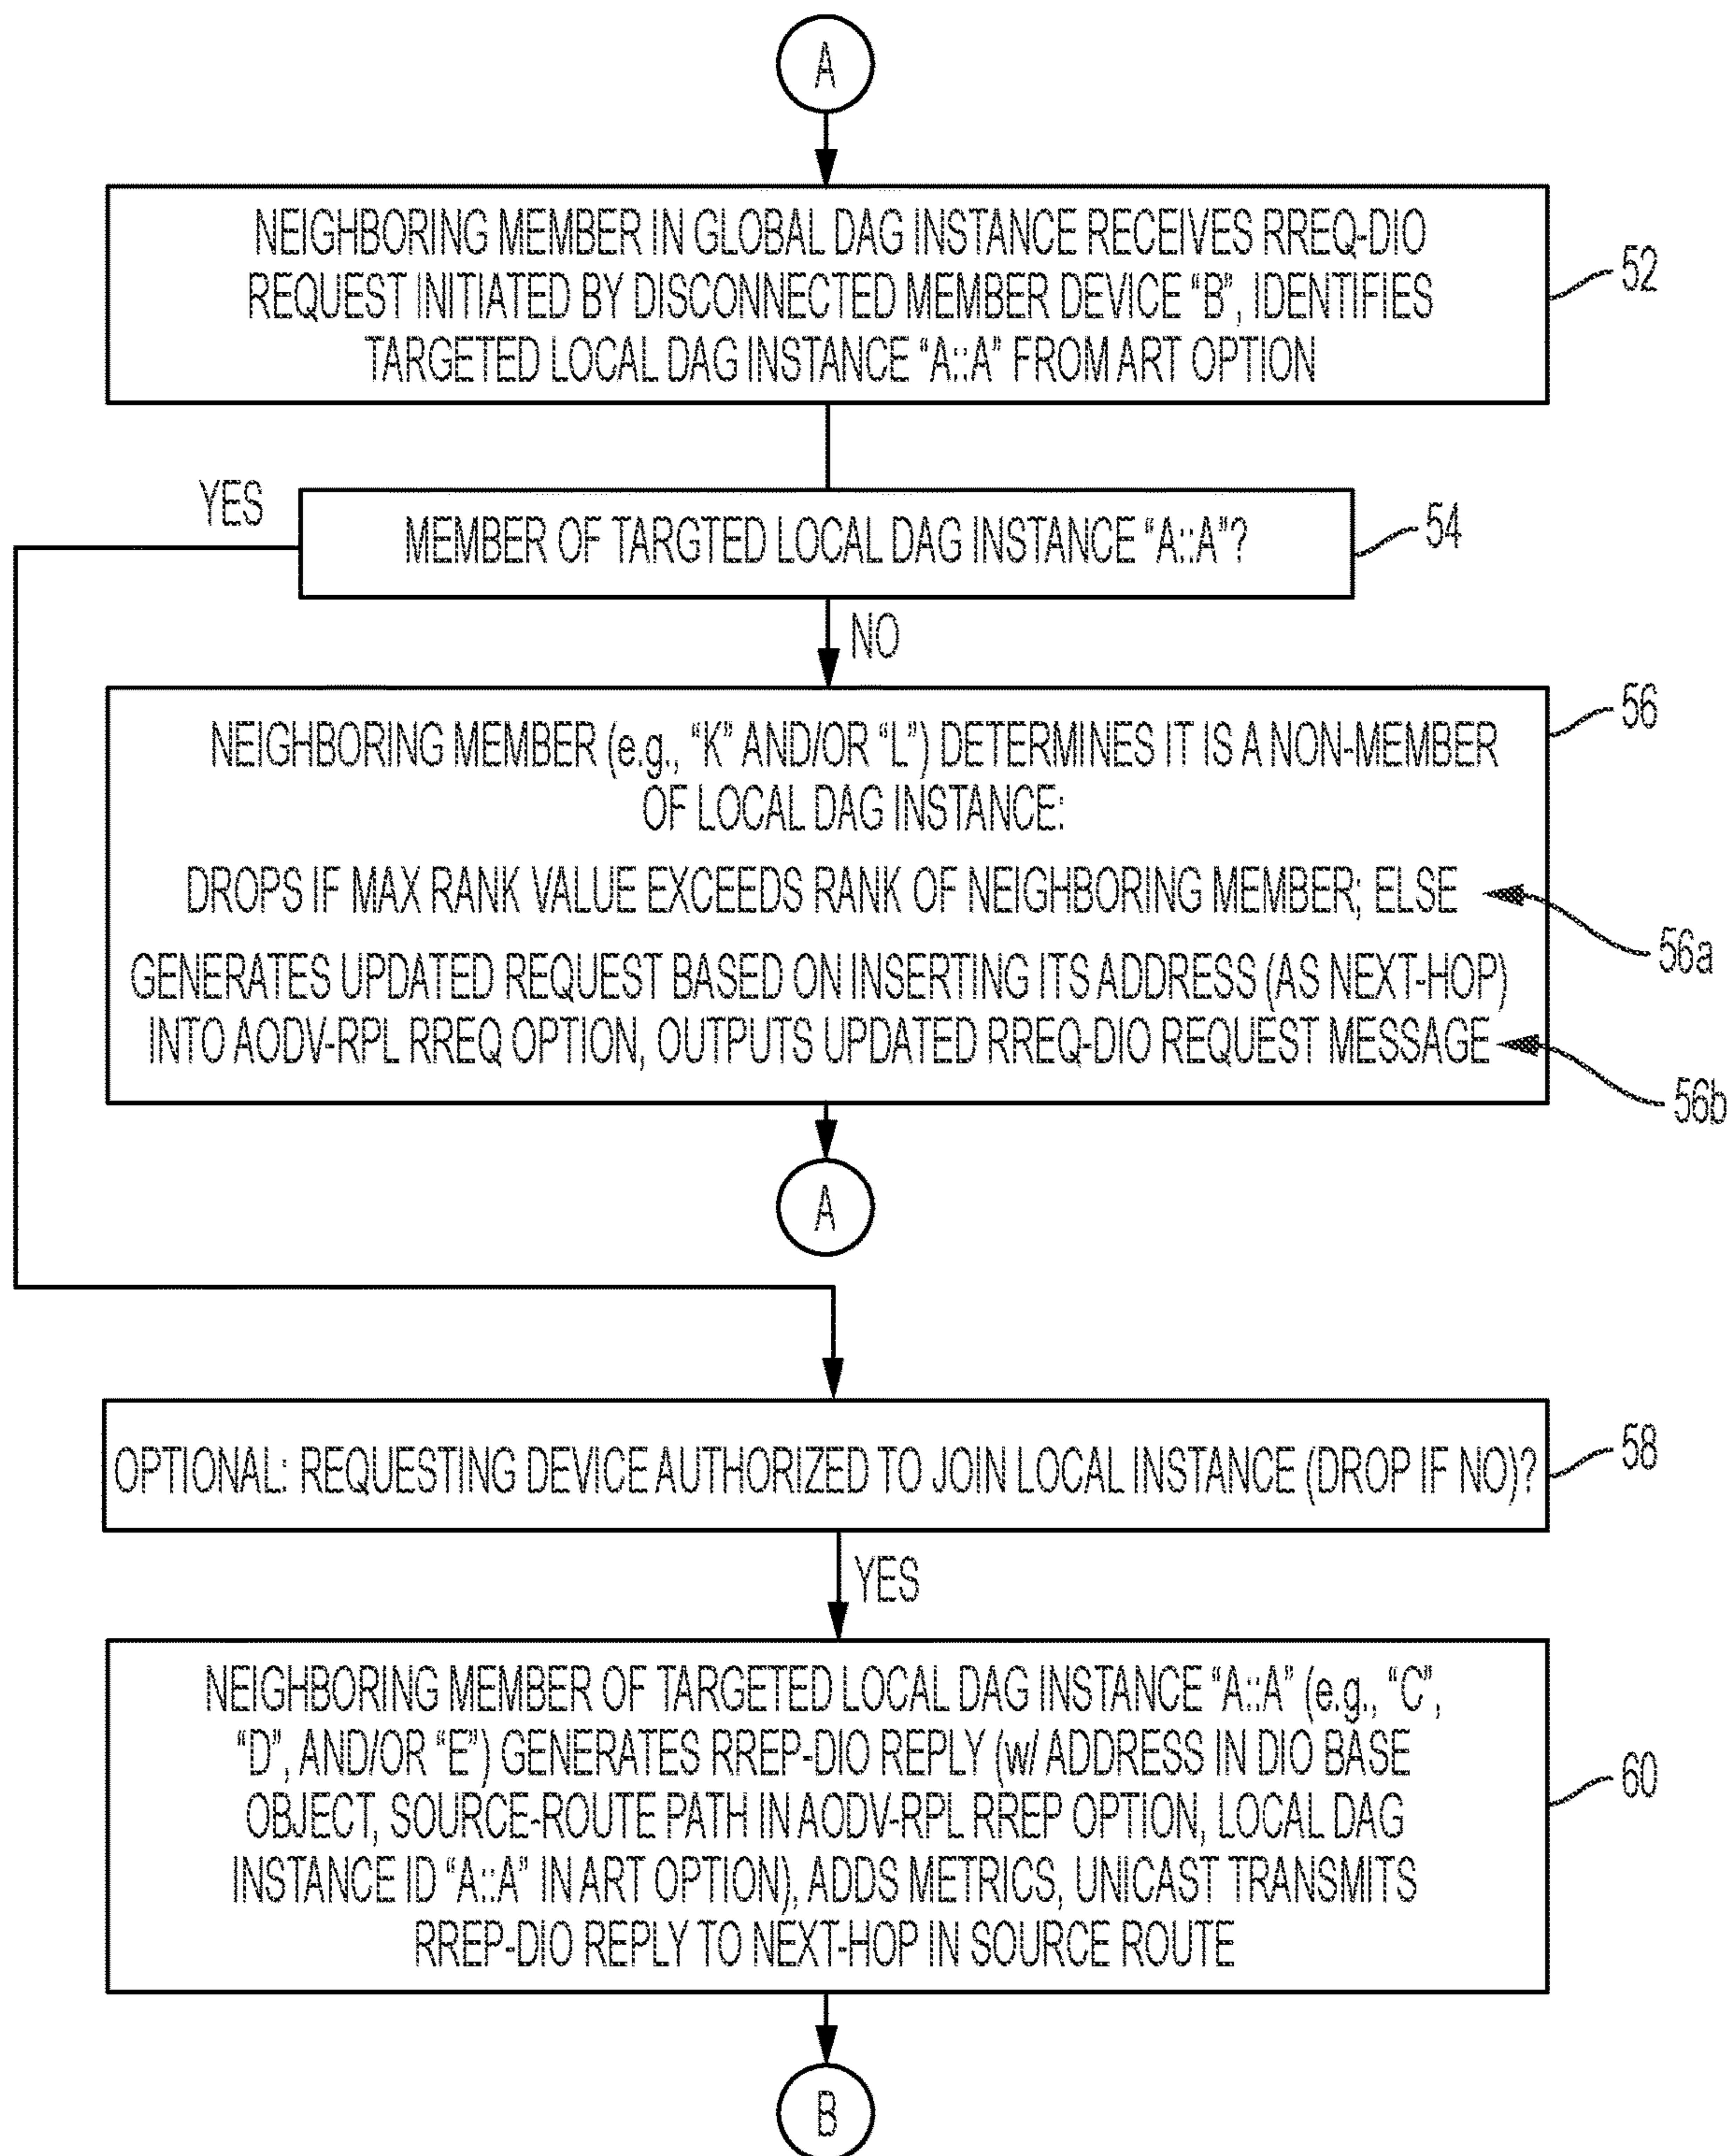 A
NEIGHBORING MEMBER IN GLOBAL DAG INSTANCE RECEIVES RREQ-DIO
REQUEST INITIATED BY DISCONNECTED MEMBER DEVICE “B”, IDENTIFIES
TARGETED LOCAL DAG INSTANCE “A::A” FROM ART OPTION
52
YES
MEMBER OF TARGTED LOCAL DAG INSTANCE “A::A”?
54
NO
NEIGHBORING MEMBER (e.g., “K” AND/OR “L”) DETERMINES IT IS A NON-MEMBER
OF LOCAL DAG INSTANCE:
56
DROPS IF MAX RANK VALUE EXCEEDS RANK OF NEIGHBORING MEMBER; ELSE
56a
GENERATES UPDATED REQUEST BASED ON INSERTING ITS ADDRESS (AS NEXT-HOP)
INTO AODV-RPL RREQ OPTION, OUTPUTS UPDATED RREQ-DIO REQUEST MESSAGE
56b
A
OPTIONAL: REQUESTING DEVICE AUTHORIZED TO JOIN LOCAL INSTANCE (DROP IF NO)?
58
YES
NEIGHBORING MEMBER OF TARGETED LOCAL DAG INSTANCE “A::A” (e.g., “C”,
“D”, AND/OR “E”) GENERATES RREP-DIO REPLY (w/ ADDRESS IN DIO BASE
OBJECT, SOURCE-ROUTE PATH IN AODV-RPL RREP OPTION, LOCAL DAG
INSTANCE ID “A::A” IN ART OPTION), ADDS METRICS, UNICAST TRANSMITS
RREP-DIO REPLY TO NEXT-HOP IN SOURCE ROUTE
60
B